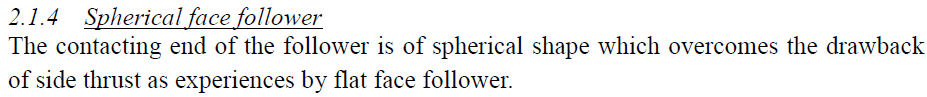 2.1.4 Spherical face follower
The contacting end of the follower is of spherical shape which overcomes the drawback
of side thrust as experiences by flat face follower.